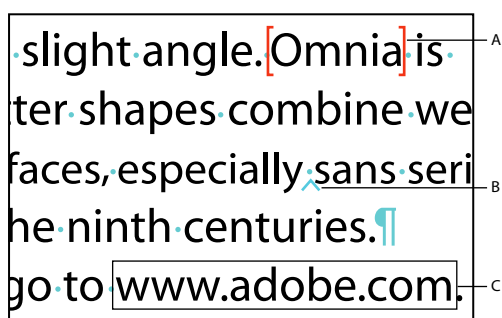 slight angle. [Omnia] is A
ter shapes combine we
faces, especially sans seri
B
he ninth centuries.¶
go to www.adobe.com. C